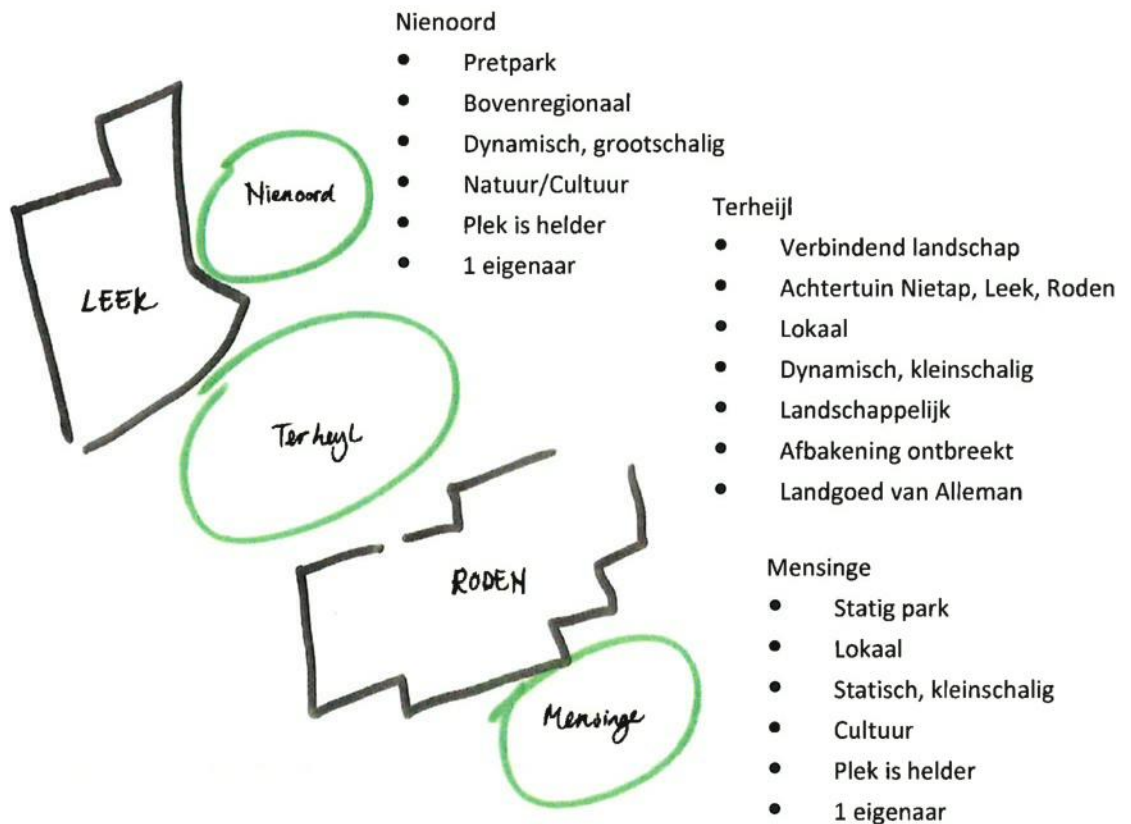 Nienoord
• Pretpark
• Bovenregionaal
• Dynamisch, grootschalig
• Natuur/Cultuur
• Plek is helder
• 1 eigenaar
Nienoord
LEEK
Terheijl
• Verbindend landschap
• Achtertuin Nietap, Leek, Roden
• Lokaal
• Dynamisch, kleinschalig
• Landschappelijk
• Afbakening ontbreekt
• Landgoed van Alleman
Terheyl
RODEN
Mensinge
Mensinge
• Statig park
• Lokaal
• Statisch, kleinschalig
• Cultuur
• Plek is helder
• 1 eigenaar